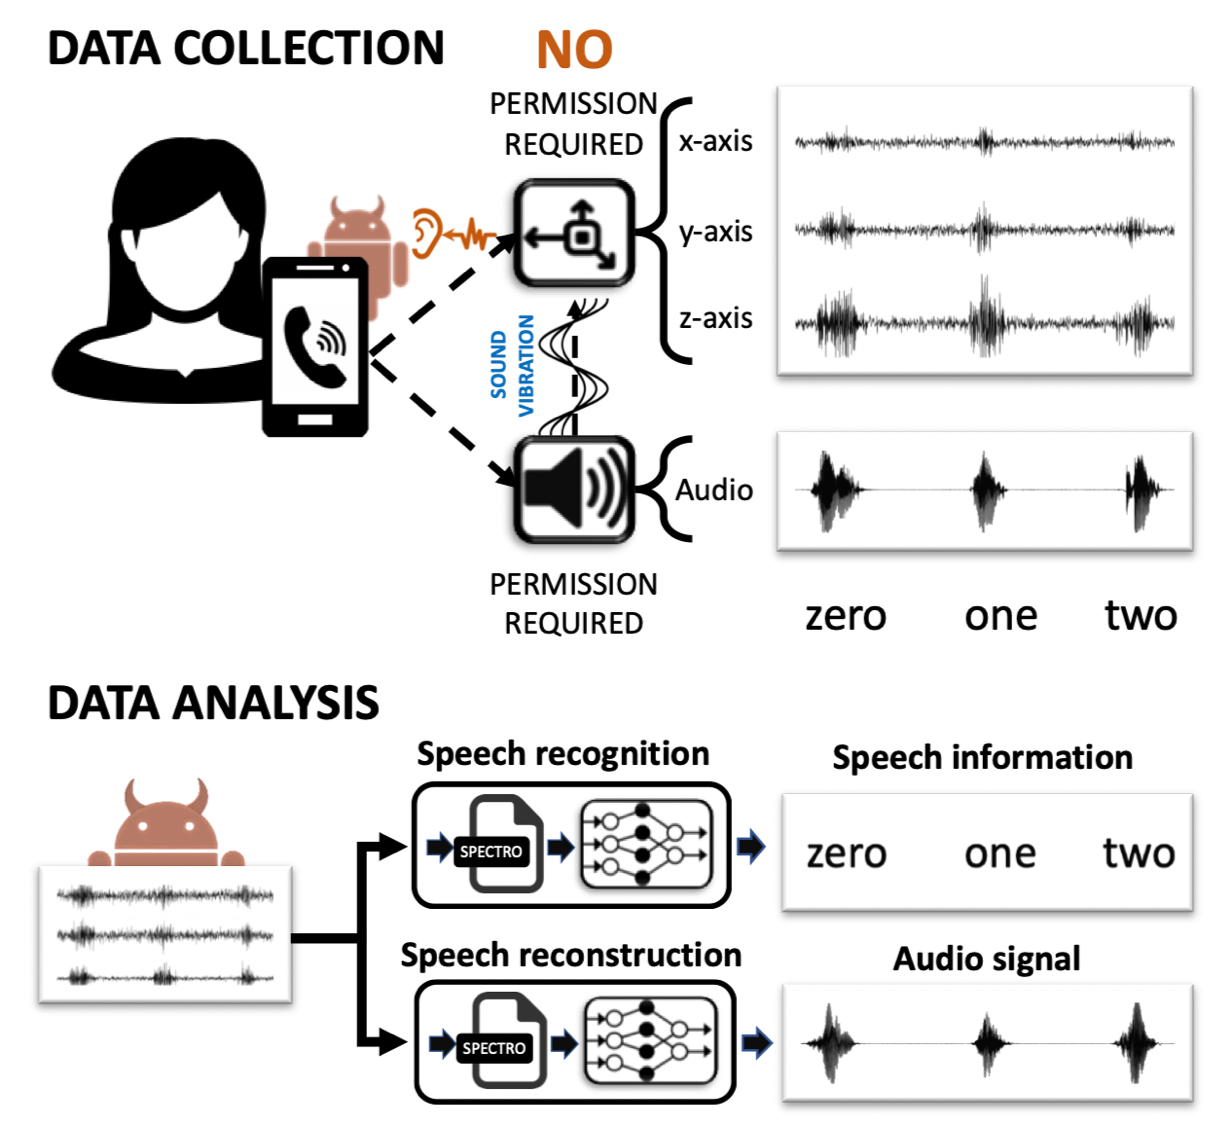 DATA COLLECTION
NO
PERMISSION
REQUIRED
x-axis
y-axis
z-axis
SOUND
VIBRATION
Audio
PERMISSION
REQUIRED
zero one two
DATA ANALYSIS
Speech recognition
Speech information
SPECTRO
zero one two
Speech reconstruction
Audio signal
SPECTRO